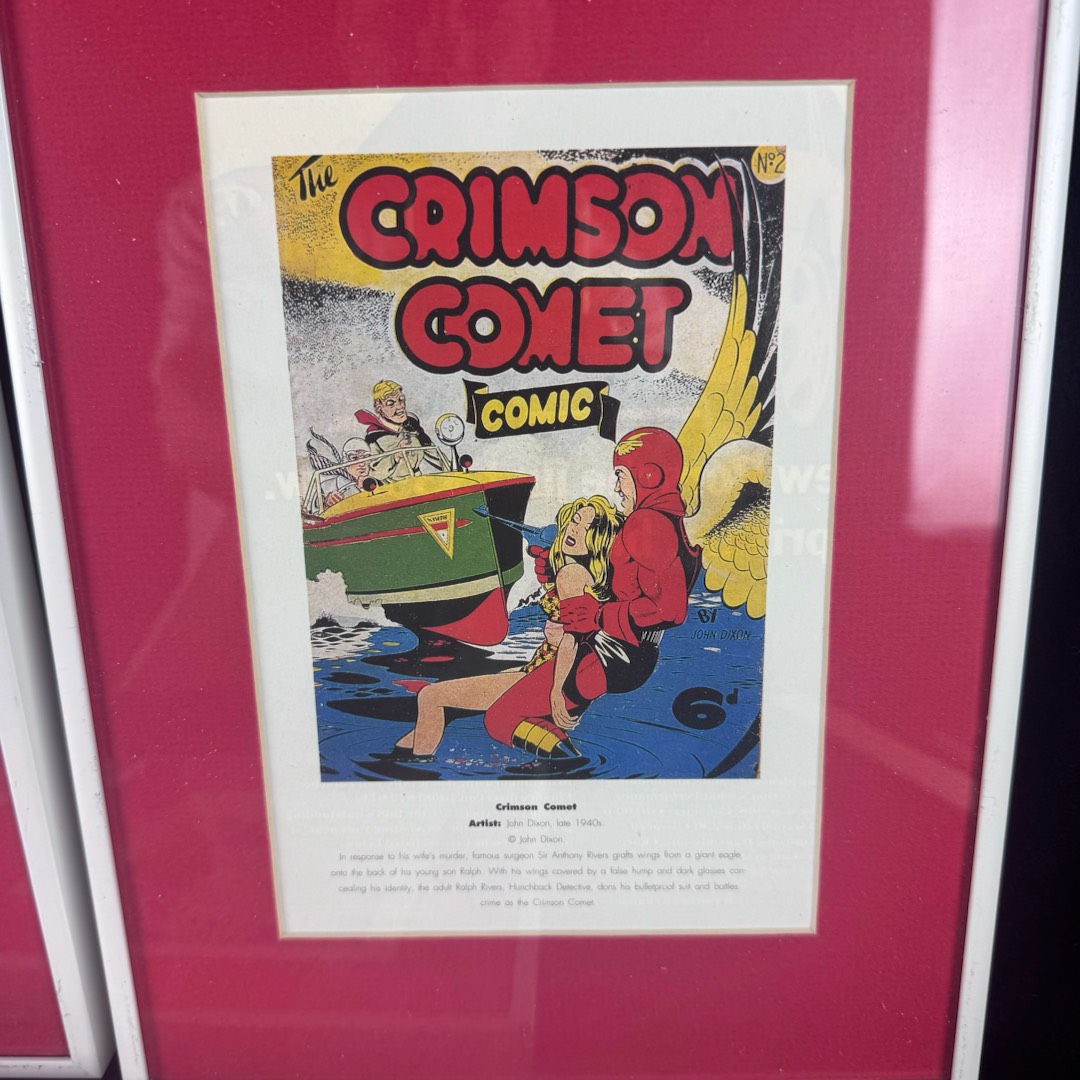 The
Nº2
CRIMSON
COMET
COMIC
BY
JOHN DIXON
6d
Crimson Comet
Artist: John Dixon, late 1940s.
© John Dixon.
In response to his wife's murder, famous surgeon Sir Anthony Rivers grafts wings from a giant eagle
onto the back of his young son Ralph. With his wings covered by a false hump and dark glasses con-
cealing his identity, the adult Ralph Rivers, Hunchback Detective, dons his bulletproof suit and battles
crime as the Crimson Comet.